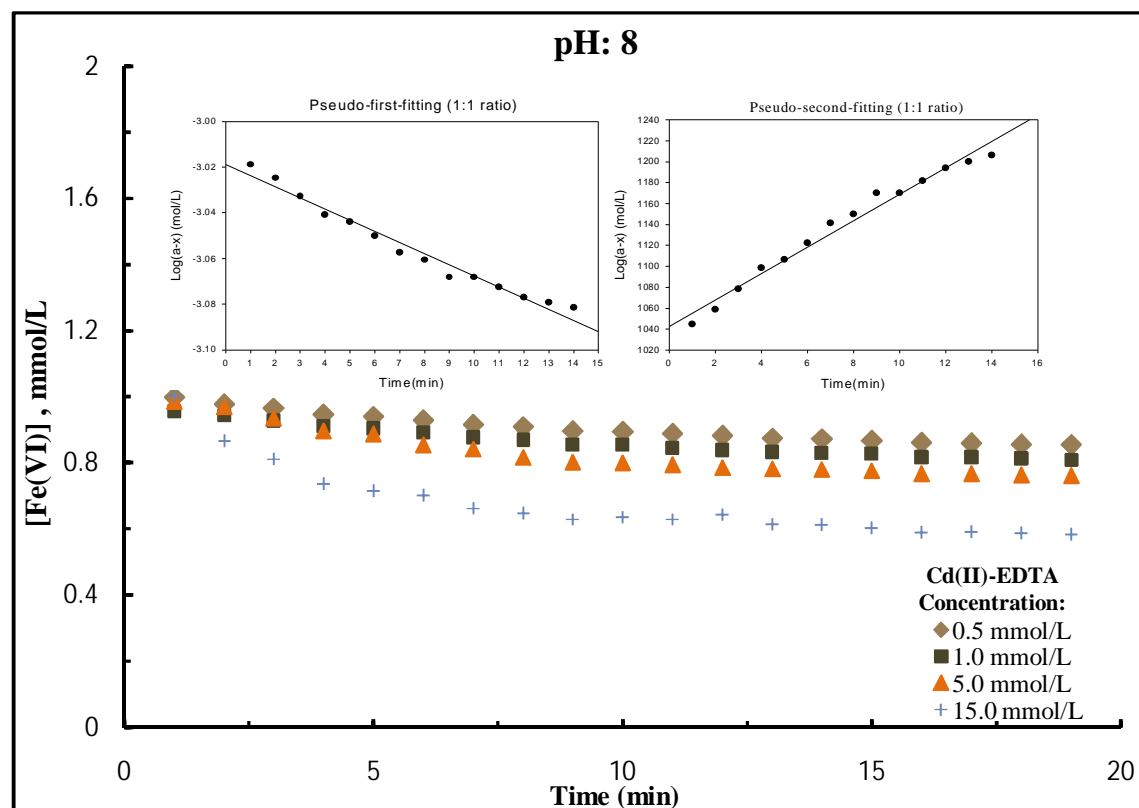 pH: 8
2
1.6
1.2
0.8
0.4
0
[Fe(VI)] , mmol/L
Pseudo-first-fitting (1:1 ratio)
-3.00
-3.02
-3.04
-3.06
-3.08
-3.10
Log(a-x) (mol/L)
0 1 2 3 4 5 6 7 8 9 10 11 12 13 14 15
Time(min)
Pseudo-second-fitting (1:1 ratio)
1240
1220
1200
1180
1160
1140
1120
1100
1080
1060
1040
1020
Log(a-x) (mol/L)
0 2 4 6 8 10 12 14 16
Time(min)
Cd(II)-EDTA
Concentration:
0.5 mmol/L
1.0 mmol/L
5.0 mmol/L
15.0 mmol/L
0 5 10 15 20
Time (min)